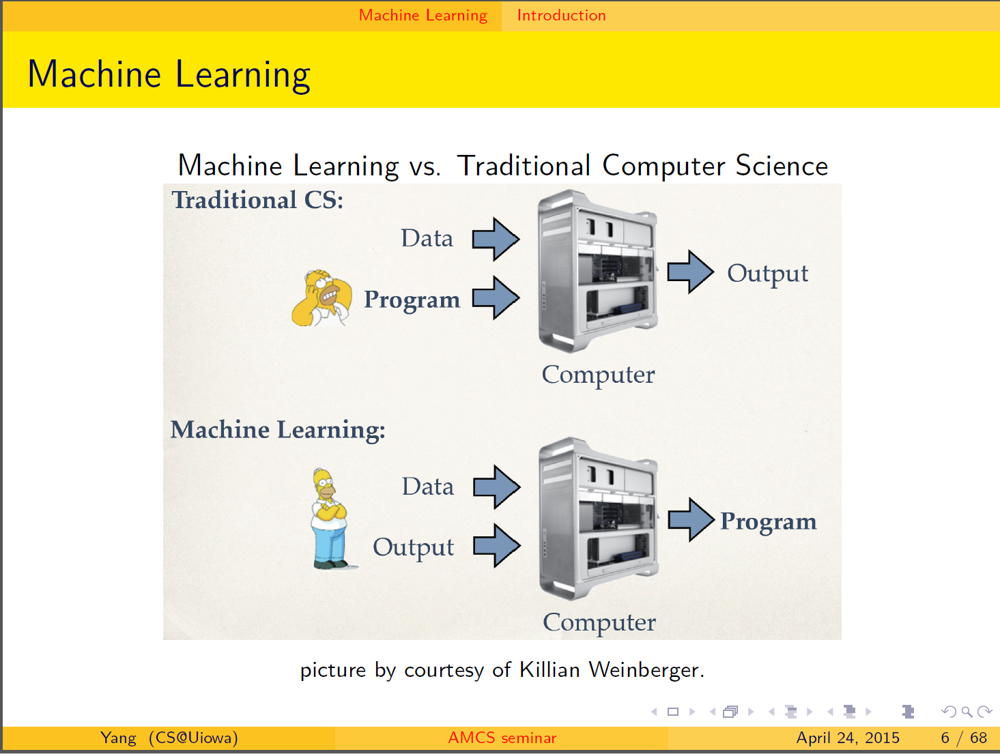 Machine Learning Introduction
Machine Learning
Machine Learning vs. Traditional Computer Science
Traditional CS:
Data
Program
Output
Computer
Machine Learning:
Data
Output
Program
Computer
picture by courtesy of Killian Weinberger.
Yang (CS@Uiowa) AMCS seminar April 24, 2015 6 / 68